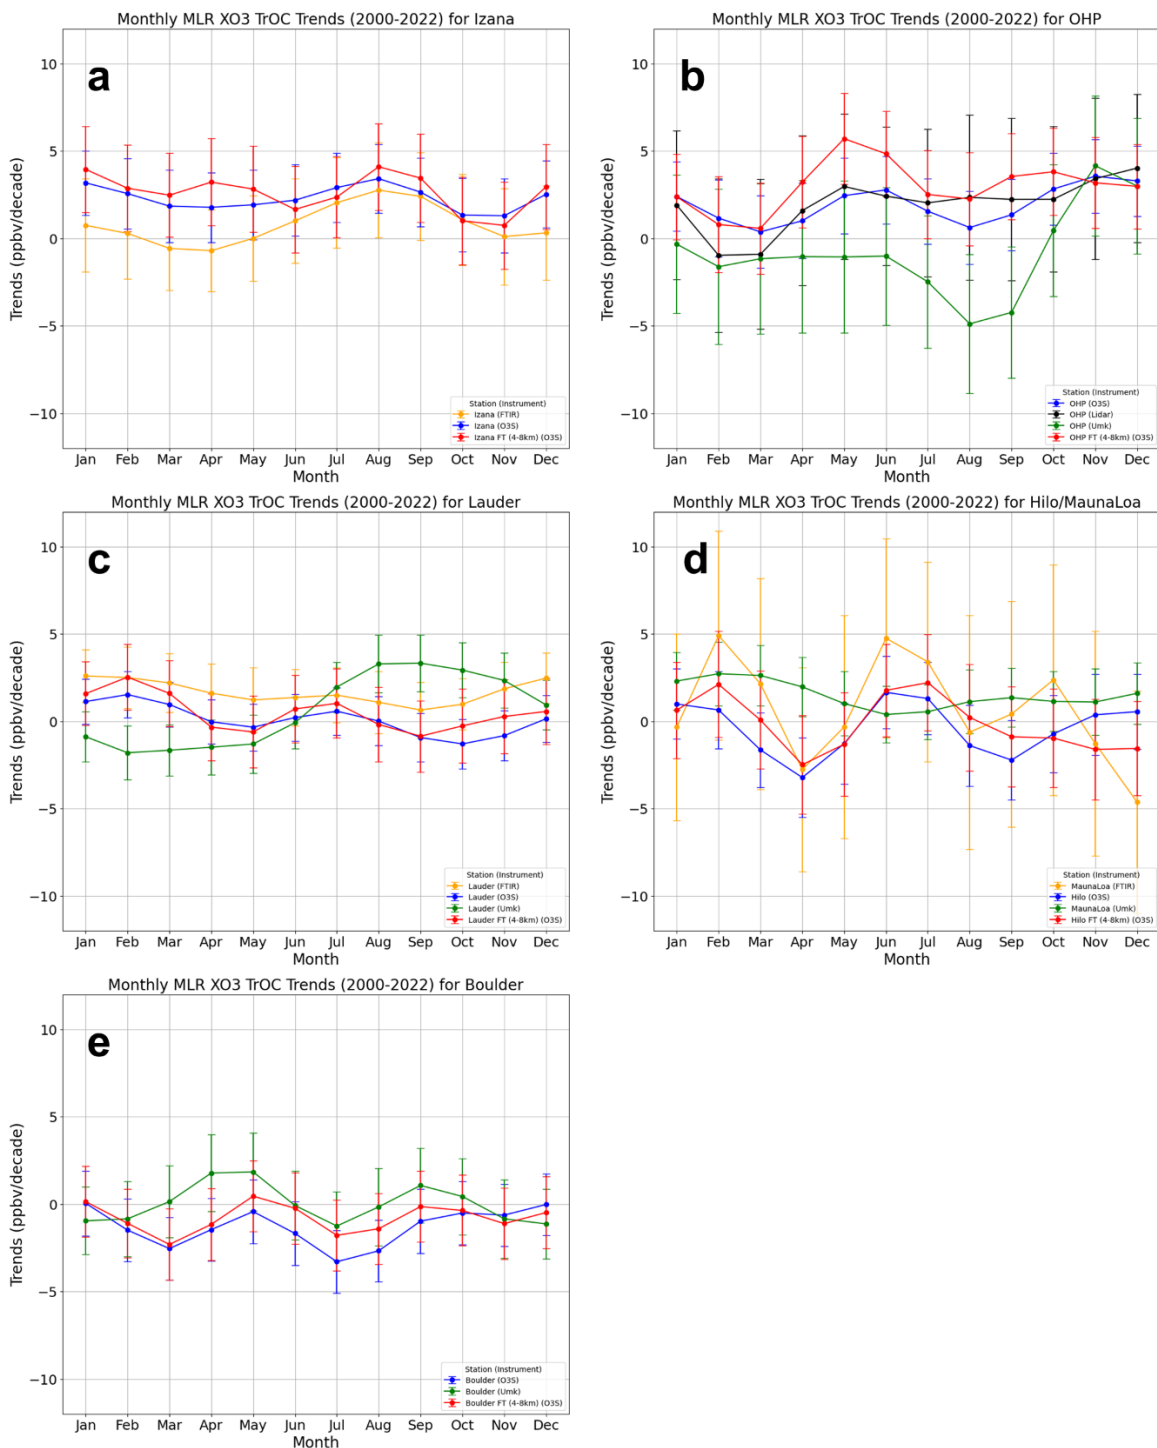 Monthly MLR XO3 TrOC Trends (2000-2022) for Izana
a
10
5
0
−5
−10
Trends (ppbv/decade)
Station (Instrument)
Izana (FTIR)
Izana (O3S)
Izana FT (4-8km) (O3S)
Jan Feb Mar Apr May Jun Jul Aug Sep Oct Nov Dec
Month
Monthly MLR XO3 TrOC Trends (2000-2022) for OHP
b
10
5
0
−5
−10
Trends (ppbv/decade)
Station (Instrument)
OHP (O3S)
OHP (Lidar)
OHP (Umk)
OHP FT (4-8km) (O3S)
Jan Feb Mar Apr May Jun Jul Aug Sep Oct Nov Dec
Month
Monthly MLR XO3 TrOC Trends (2000-2022) for Lauder
c
10
5
0
−5
−10
Trends (ppbv/decade)
Station (Instrument)
Lauder (FTIR)
Lauder (O3S)
Lauder (Umk)
Lauder FT (4-8km) (O3S)
Jan Feb Mar Apr May Jun Jul Aug Sep Oct Nov Dec
Month
Monthly MLR XO3 TrOC Trends (2000-2022) for Hilo/MaunaLoa
d
10
5
0
−5
−10
Trends (ppbv/decade)
Station (Instrument)
MaunaLoa (FTIR)
Hilo (O3S)
MaunaLoa (Umk)
Hilo FT (4-8km) (O3S)
Jan Feb Mar Apr May Jun Jul Aug Sep Oct Nov Dec
Month
Monthly MLR XO3 TrOC Trends (2000-2022) for Boulder
e
10
5
0
−5
−10
Trends (ppbv/decade)
Station (Instrument)
Boulder (O3S)
Boulder (Umk)
Boulder FT (4-8km) (O3S)
Jan Feb Mar Apr May Jun Jul Aug Sep Oct Nov Dec
Month